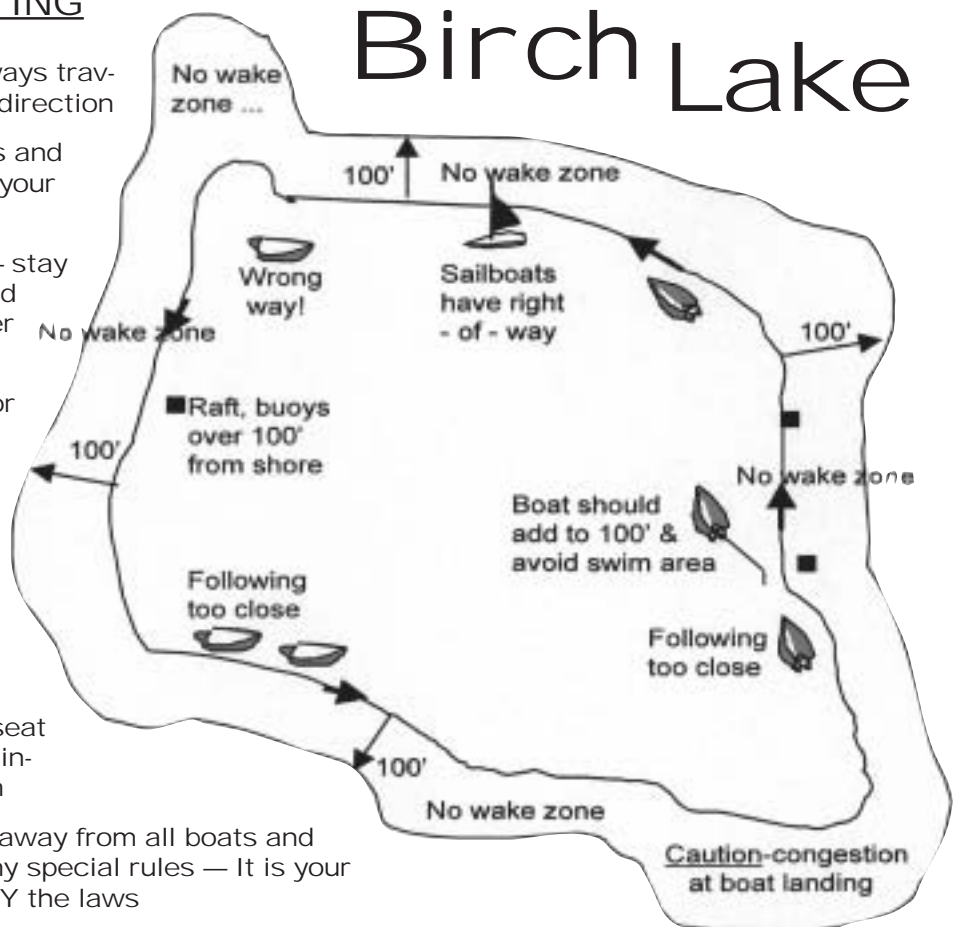 ING
Birch Lake
ways trav-
direction
s and
your
- stay
d
er
or
seat
in-
n
away from all boats and
ny special rules — It is your
Y the laws
No wake
zone ...
100'
No wake zone
Wrong
way!
Sailboats
have right
- of - way
100'
No wake zone
Raft, buoys
over 100'
from shore
100'
No wake zone
Boat should
add to 100' &
avoid swim area
Following
too close
Following
too close
100'
No wake zone
Caution-congestion
at boat landing